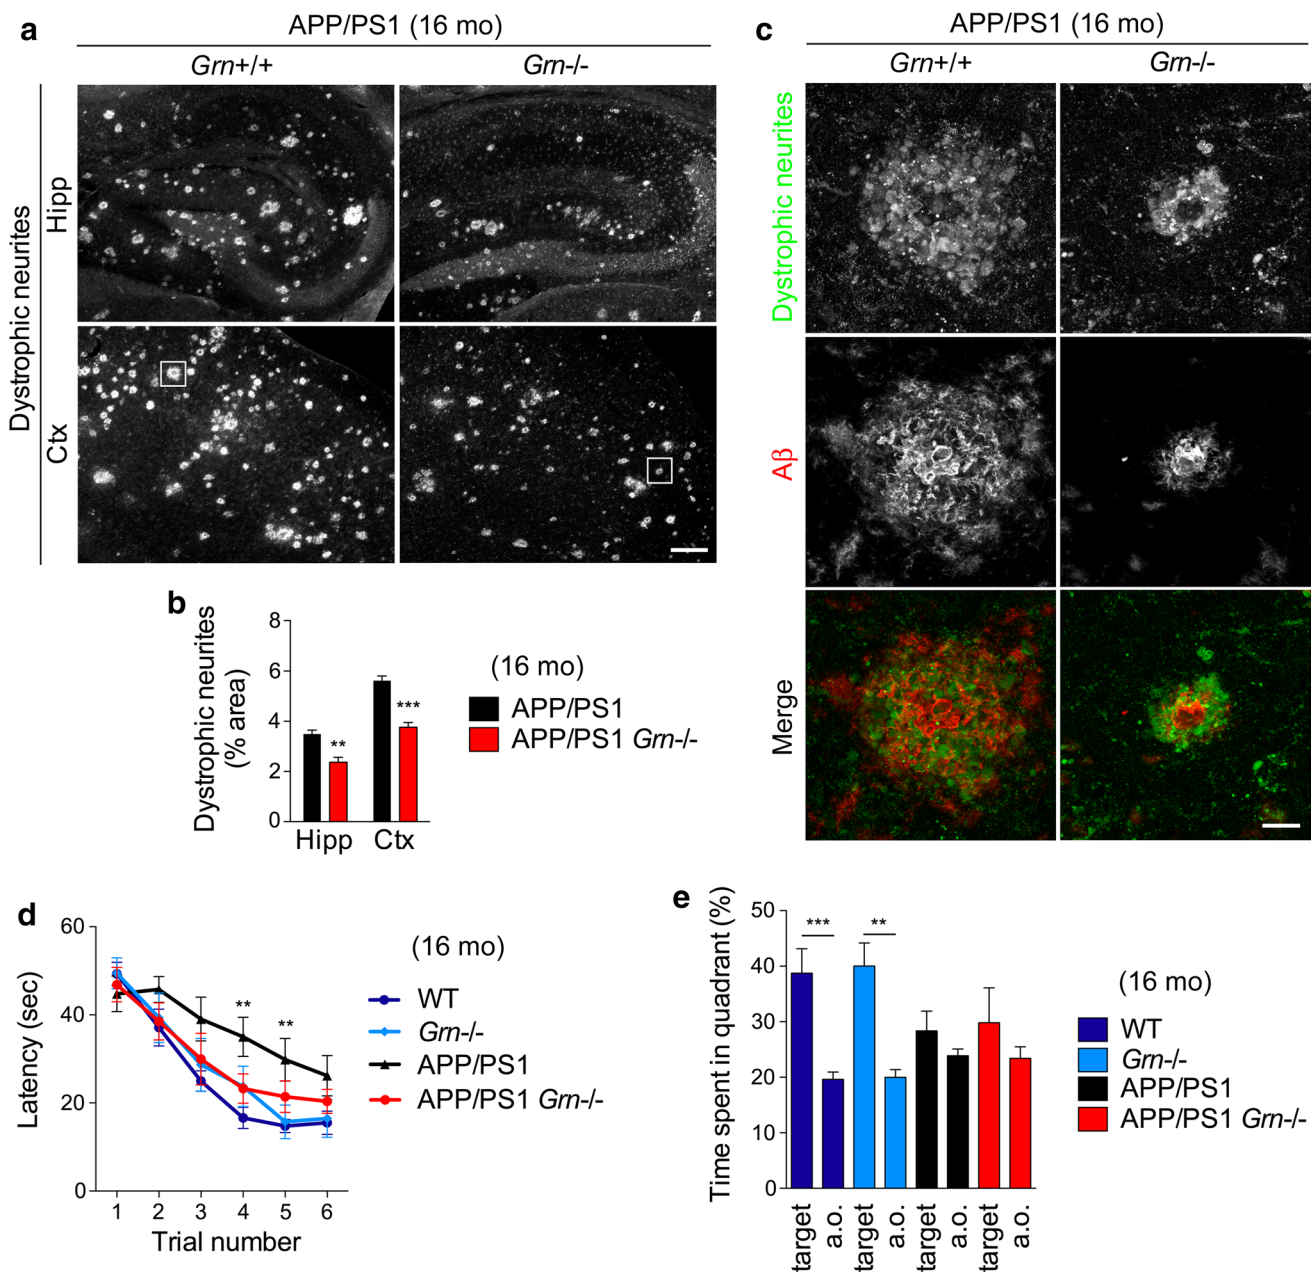 a
APP/PS1 (16 mo)
Grn+/+
Grn-/-
Dystrophic neurites
Hipp
Ctx
b
Dystrophic neurites
(% area)
8
6
4
2
0
**
***
Hipp
Ctx
(16 mo)
APP/PS1
APP/PS1 Grn-/-
c
APP/PS1 (16 mo)
Grn+/+
Grn-/-
Dystrophic neurites
Aβ
Merge
d
Latency (sec)
60
40
20
0
**
**
1 2 3 4 5 6
Trial number
(16 mo)
WT
Grn-/-
APP/PS1
APP/PS1 Grn-/-
e
Time spent in quadrant (%)
50
40
30
20
10
0
***
**
target
a.o.
target
a.o.
target
a.o.
target
a.o.
(16 mo)
WT
Grn-/-
APP/PS1
APP/PS1 Grn-/-